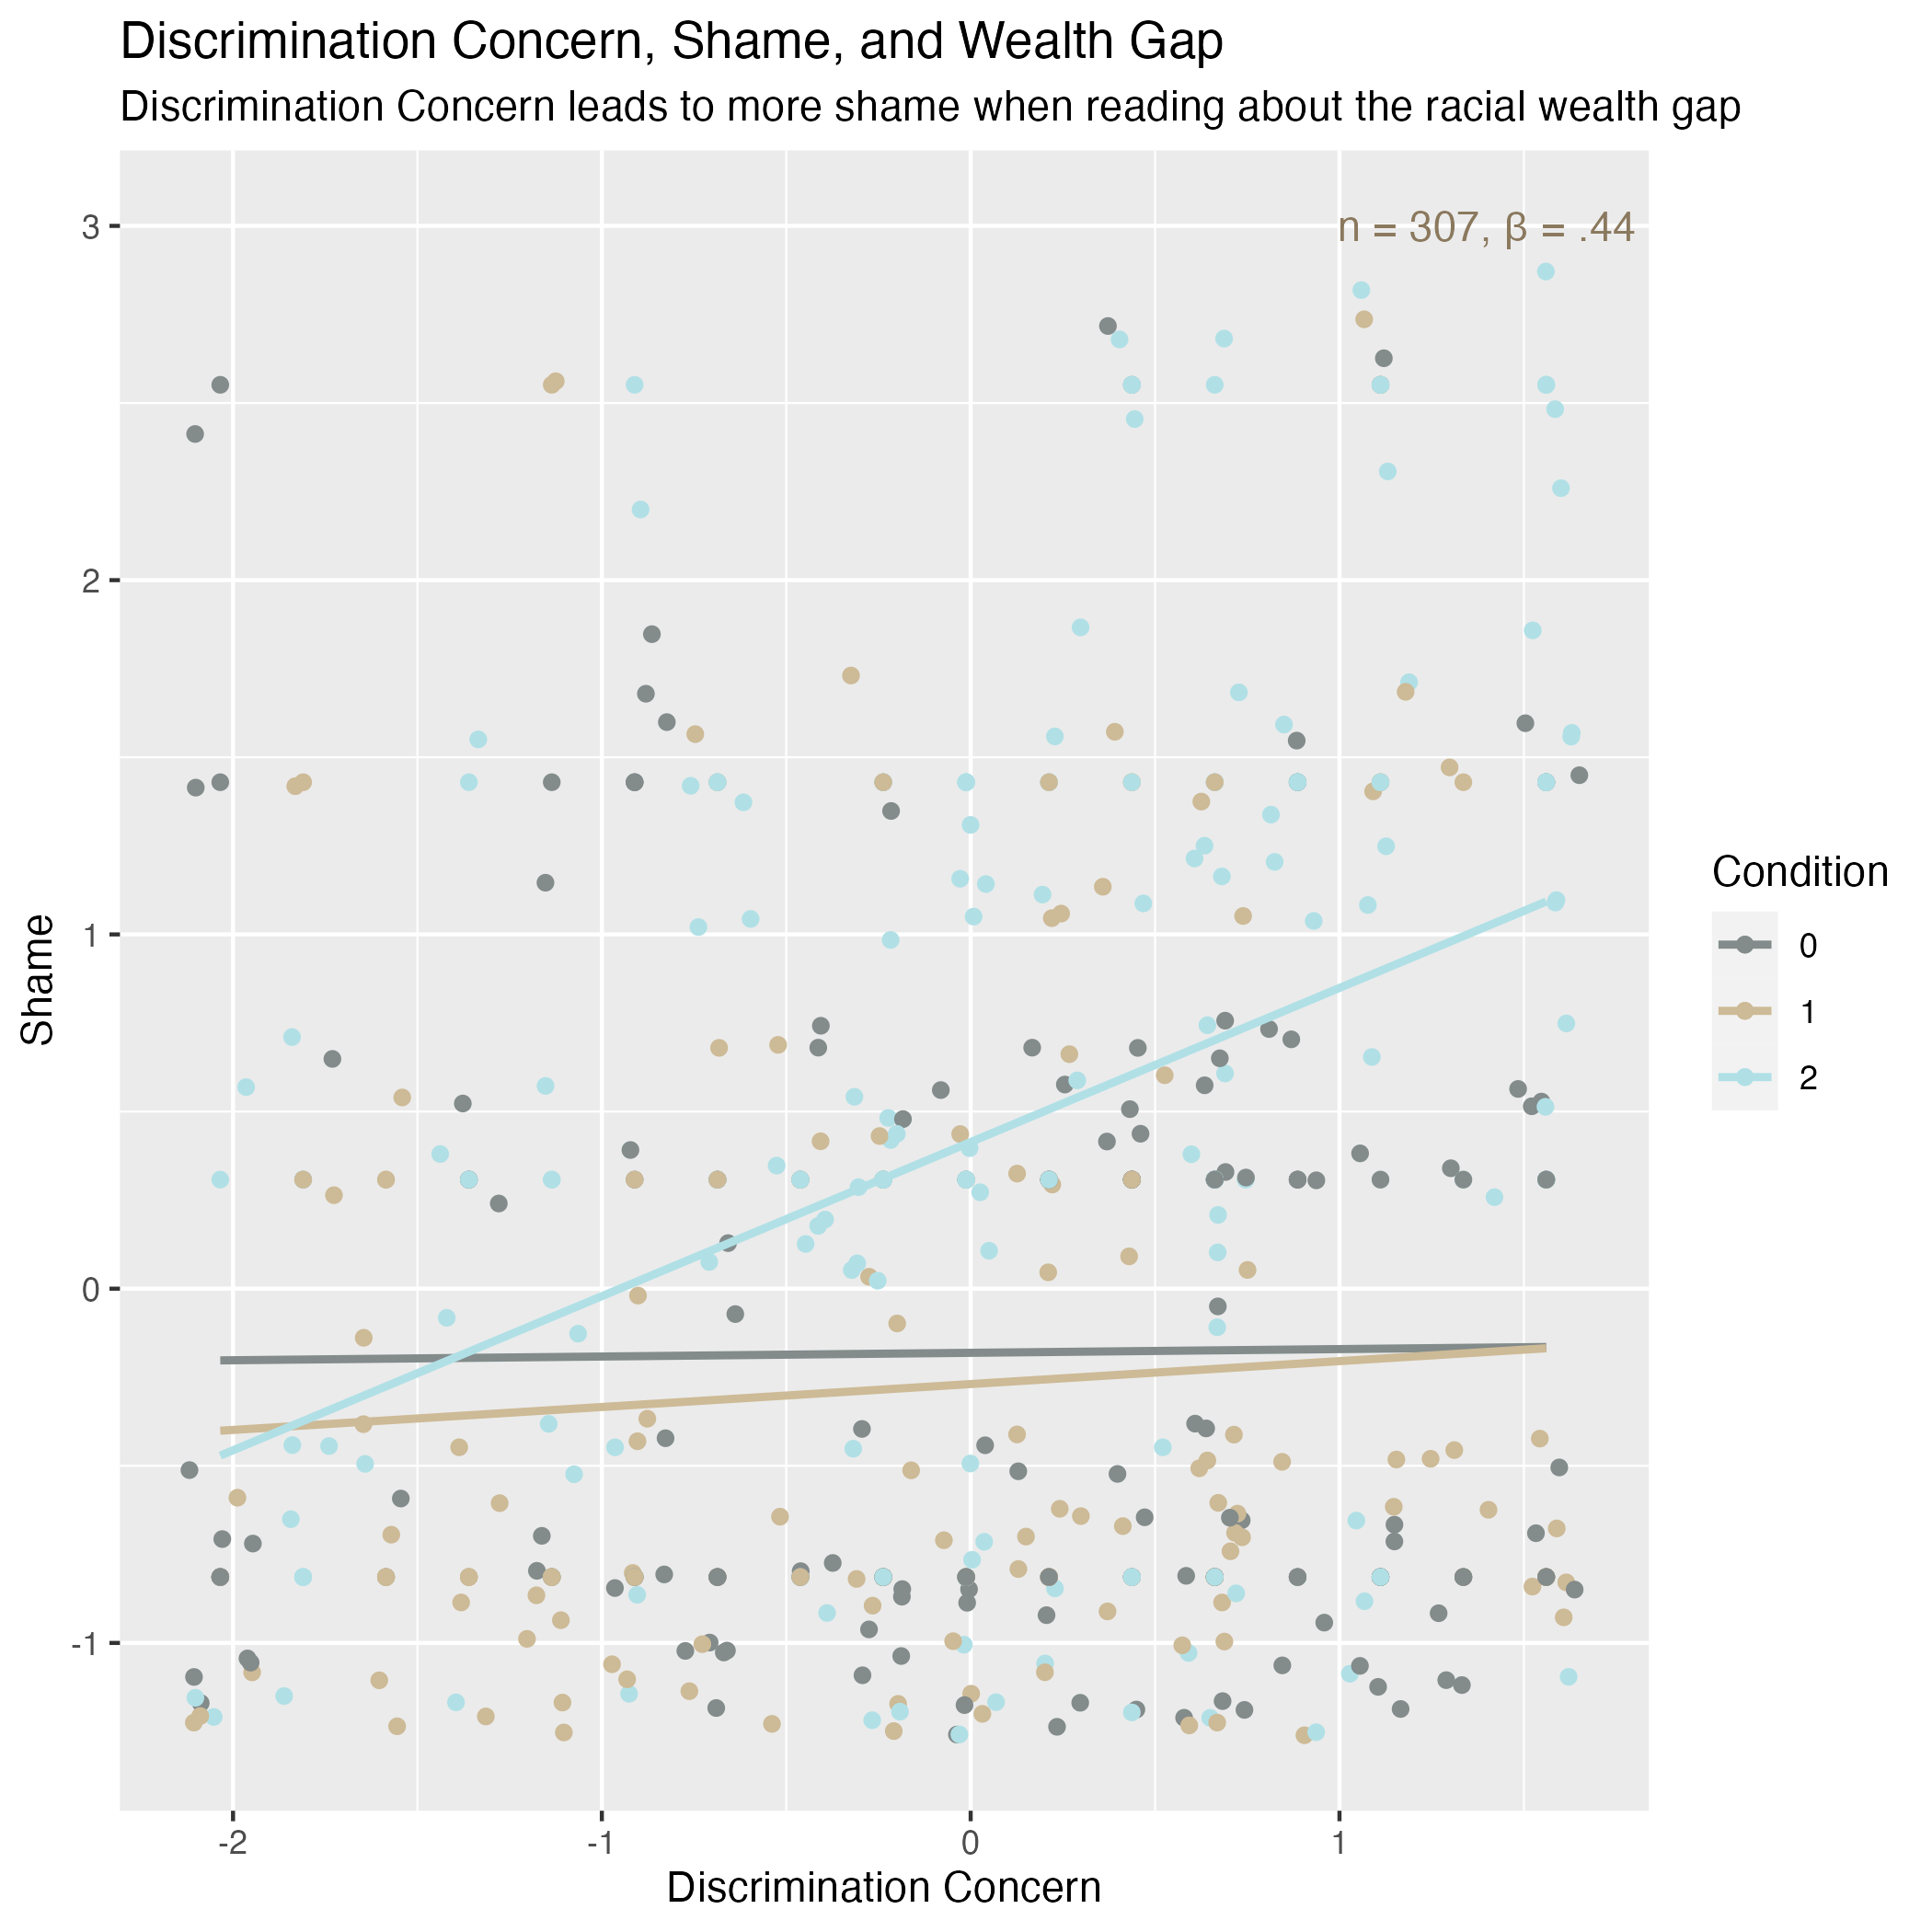 Discrimination Concern, Shame, and Wealth Gap
Discrimination Concern leads to more shame when reading about the racial wealth gap
n = 307, β = .44
3
2
1
0
-1
Shame
-2
-1
0
1
Discrimination Concern
Condition
0
1
2